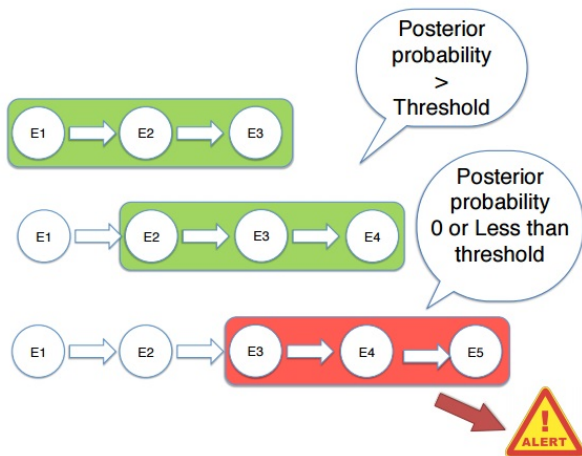 Posterior
probability
>
Threshold
E1 E2 E3
Posterior
probability
0 or Less than
threshold
E1 E2 E3 E4
E1 E2 E3 E4 E5
!
ALERT